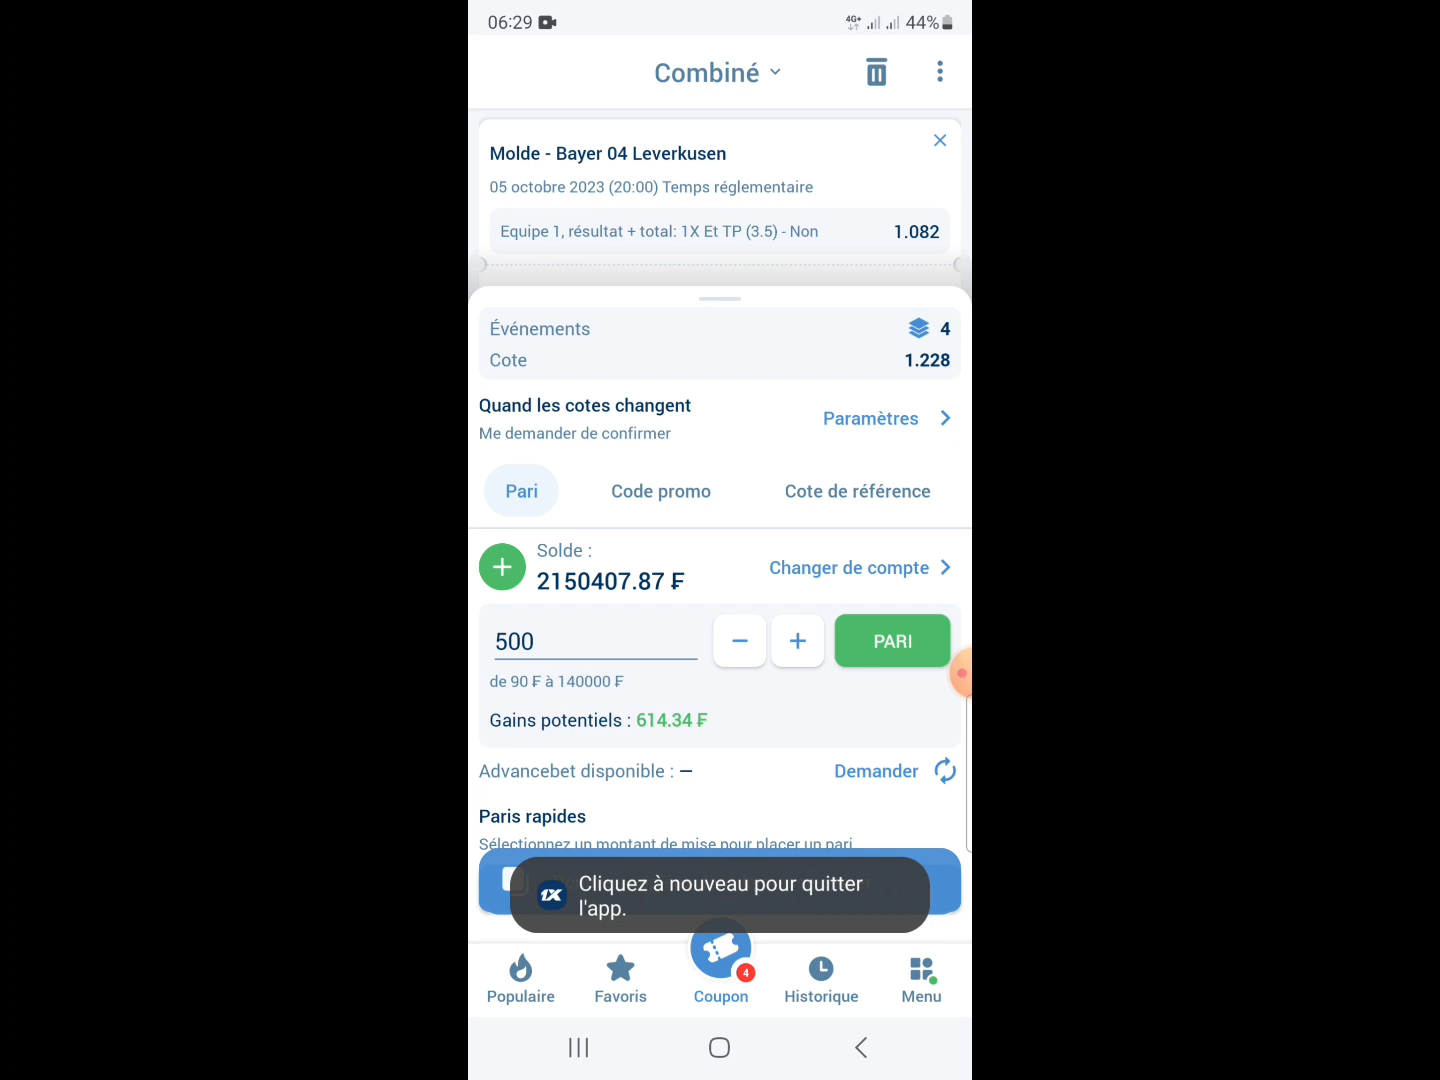 06:29
4G+
44%
Combiné
Molde - Bayer 04 Leverkusen
05 octobre 2023 (20:00) Temps réglementaire
Equipe 1, résultat + total: 1X Et TP (3.5) - Non
1.082
Événements
4
Cote
1.228
Quand les cotes changent
Me demander de confirmer
Paramètres
Pari
Code promo
Cote de référence
Solde :
2150407.87 ₣
Changer de compte
500
PARI
de 90 ₣ à 140000 ₣
Gains potentiels : 614.34 ₣
Advancebet disponible : —
Demander
Paris rapides
Sélectionnez un montant de mise pour placer un pari
1X
Cliquez à nouveau pour quitter
l'app.
4
Populaire
Favoris
Coupon
Historique
Menu